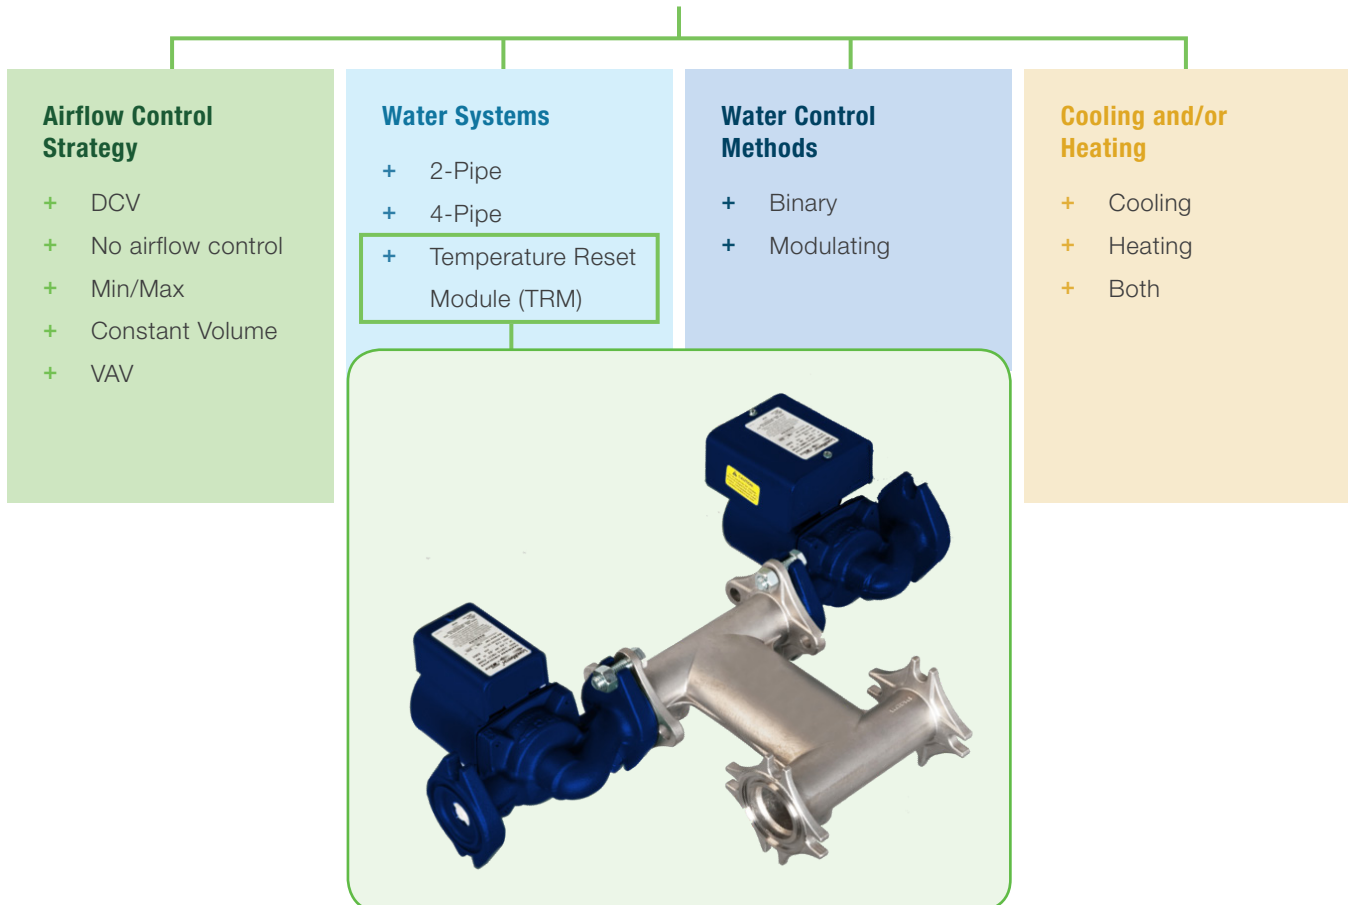 Airflow Control
Strategy
+ DCV
+ No airflow control
+ Min/Max
+ Constant Volume
+ VAV
Water Systems
+ 2-Pipe
+ 4-Pipe
+ Temperature Reset
Module (TRM)
Water Control
Methods
+ Binary
+ Modulating
Cooling and/or
Heating
+ Cooling
+ Heating
+ Both